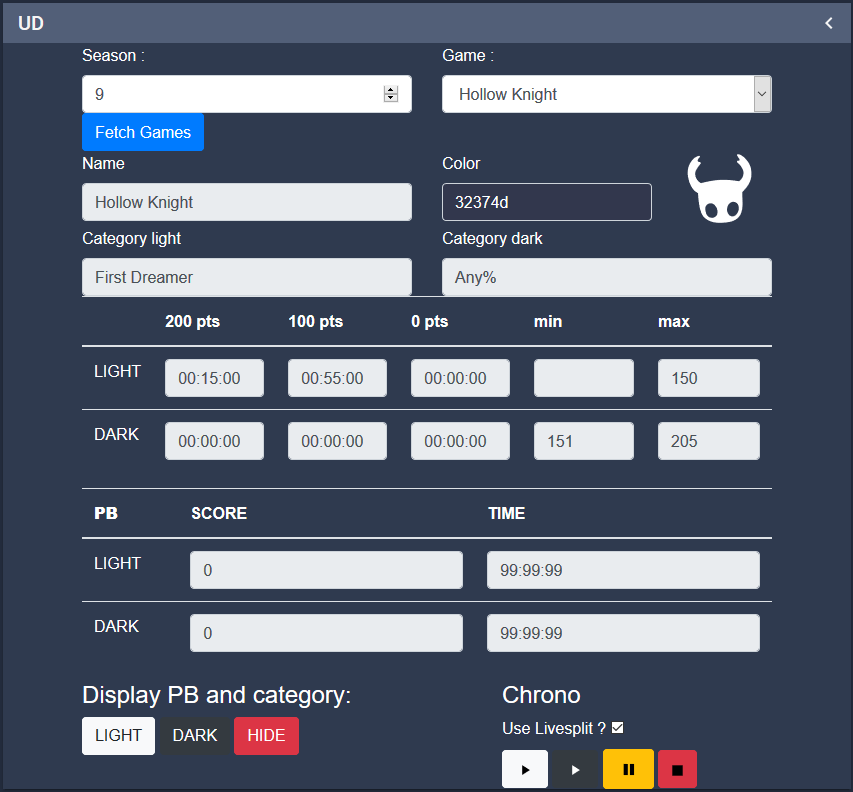 UD
Season : Game :
9 Hollow Knight
Fetch Games
Name Color
Hollow Knight 32374d
Category light Category dark
First Dreamer Any%
200 pts 100 pts 0 pts min max
LIGHT 00:15:00 00:55:00 00:00:00 150
DARK 00:00:00 00:00:00 00:00:00 151 205
PB SCORE TIME
LIGHT 0 99:99:99
DARK 0 99:99:99
Display PB and category: Chrono
Use Livesplit ?
LIGHT DARK HIDE